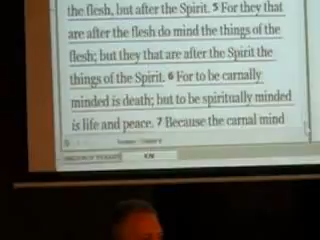 the flesh, but after the Spirit. 5 For they that
are after the flesh do mind the things of the
flesh; but they that are after the Spirit the
things of the Spirit. 6 For to be carnally
minded is death; but to be spiritually minded
is life and peace. 7 Because the carnal mind